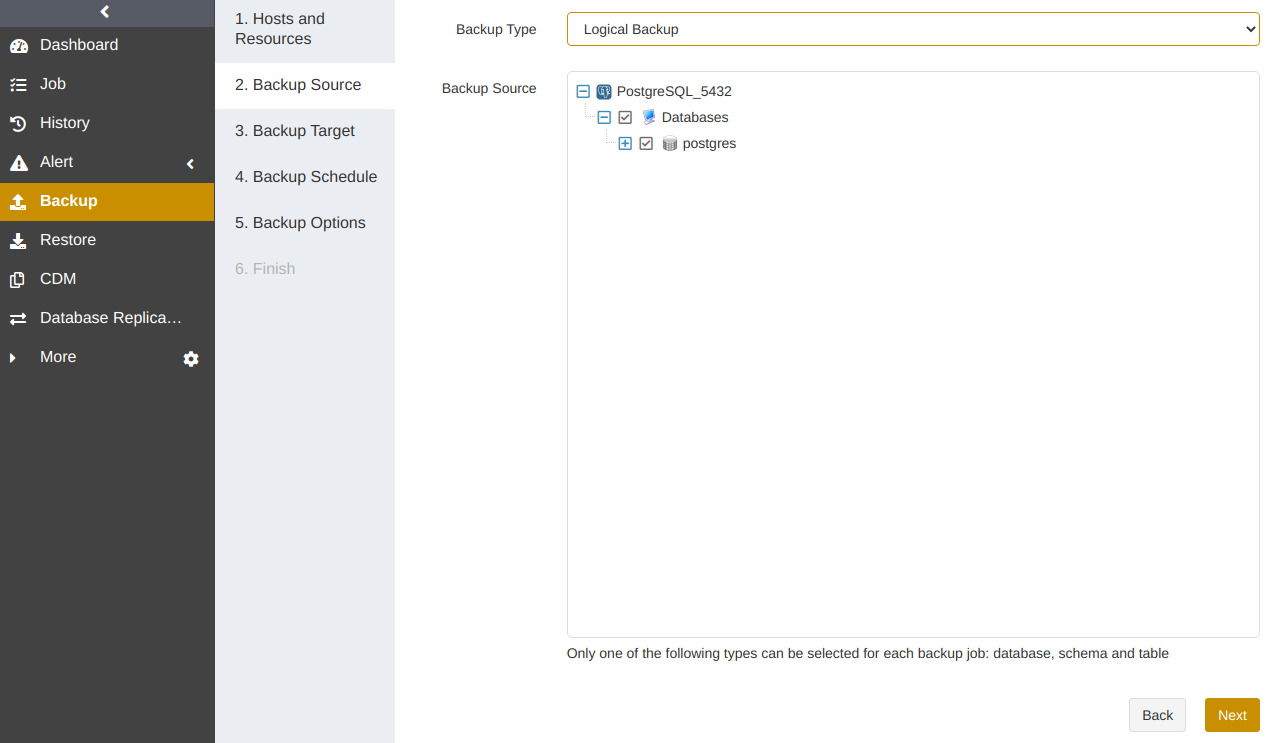 Dashboard
Job
History
Alert
Backup
Restore
CDM
Database Replica…
More
1. Hosts and
Resources
2. Backup Source
3. Backup Target
4. Backup Schedule
5. Backup Options
6. Finish
Backup Type
Logical Backup
Backup Source
PostgreSQL_5432
Databases
postgres
Only one of the following types can be selected for each backup job: database, schema and table
Back
Next